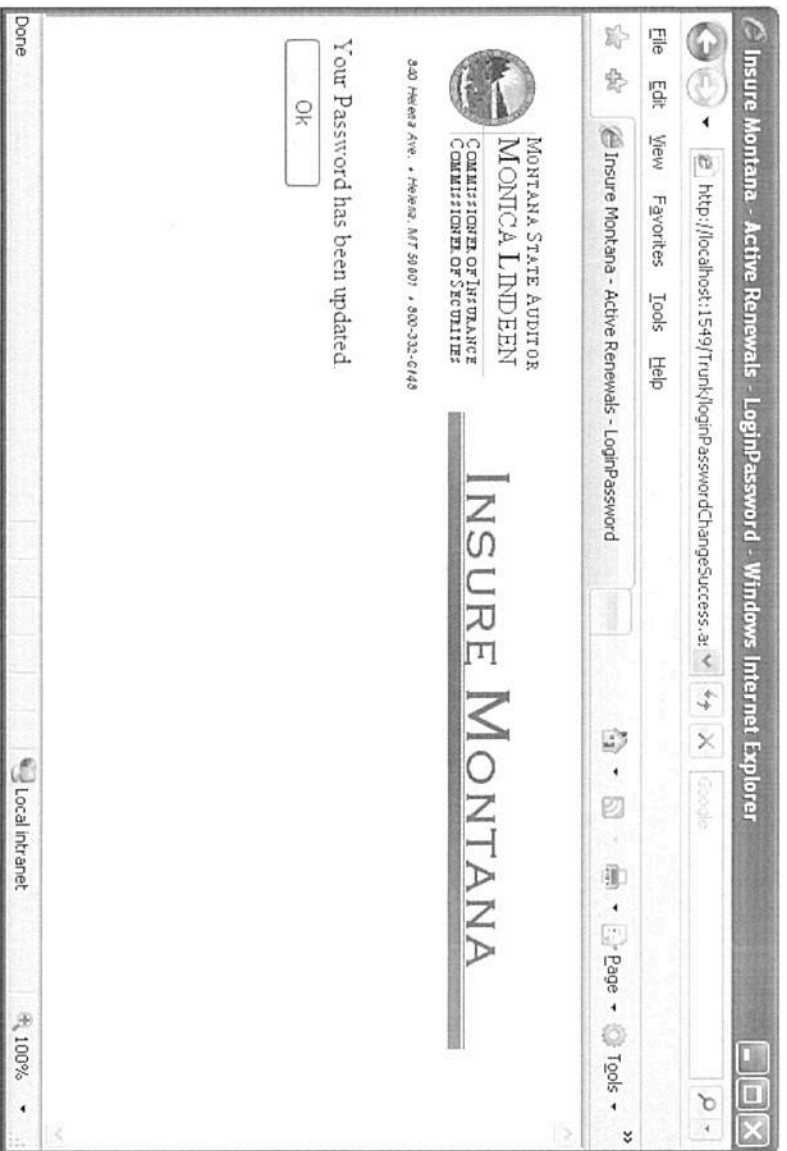 Insure Montana - Active Renewals - LoginPassword - Windows Internet Explorer
http://localhost:1549/Trunk/loginPasswordChangeSuccess.as
Google
File Edit View Favorites Tools Help
Insure Montana - Active Renewals - LoginPassword
Page Tools »
MONTANA STATE AUDITOR
MONICA LINDEEN
COMMISSIONER OF INSURANCE
COMMISSIONER OF SECURITIES
840 Helena Ave. • Helena, MT 59601 • 800-332-6148
INSURE MONTANA
Your Password has been updated.
Ok
Done
Local intranet
100%